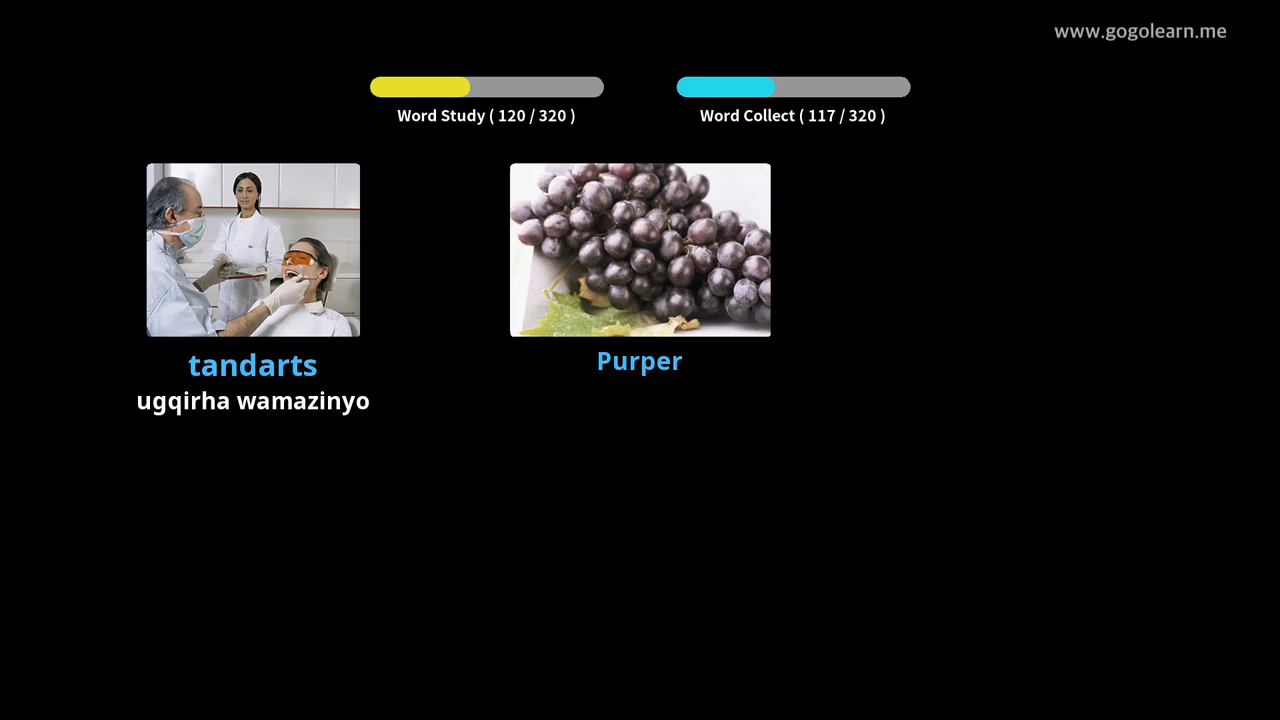 www.gogolearn.me
Word Study ( 120 / 320 )
Word Collect ( 117 / 320 )
tandarts
ugqirha wamazinyo
Purper